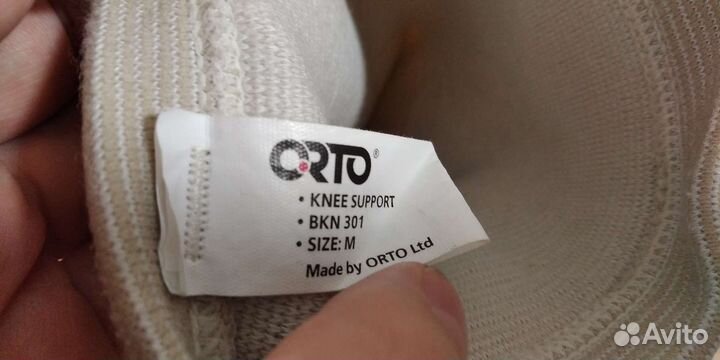 ORTO®
• KNEE SUPPORT
• BKN 301
• SIZE: M
Made by ORTO Ltd
Avito